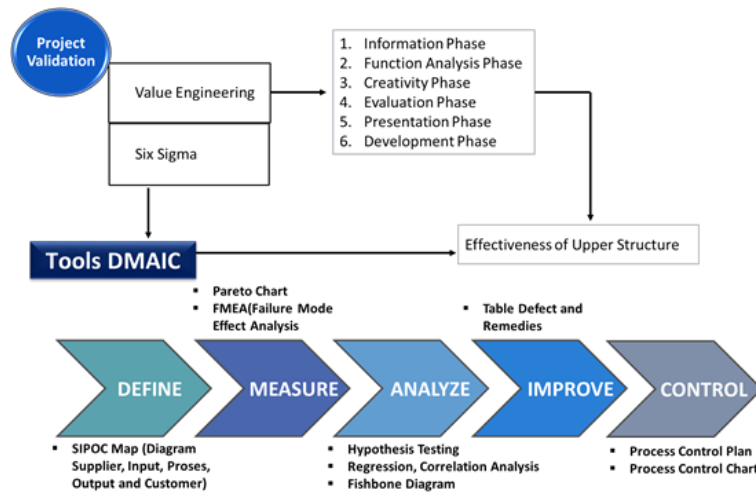 Project
Validation
Value Engineering
Six Sigma
1. Information Phase
2. Function Analysis Phase
3. Creativity Phase
4. Evaluation Phase
5. Presentation Phase
6. Development Phase
Tools DMAIC
Effectiveness of Upper Structure
▪ Pareto Chart
▪ FMEA(Failure Mode
Effect Analysis
▪ Table Defect and
Remedies
DEFINE
MEASURE
ANALYZE
IMPROVE
CONTROL
▪ SIPOC Map (Diagram
Supplier, Input, Proses,
Output and Customer)
▪ Hypothesis Testing
▪ Regression, Correlation Analysis
▪ Fishbone Diagram
▪ Process Control Plan
▪ Process Control Chart